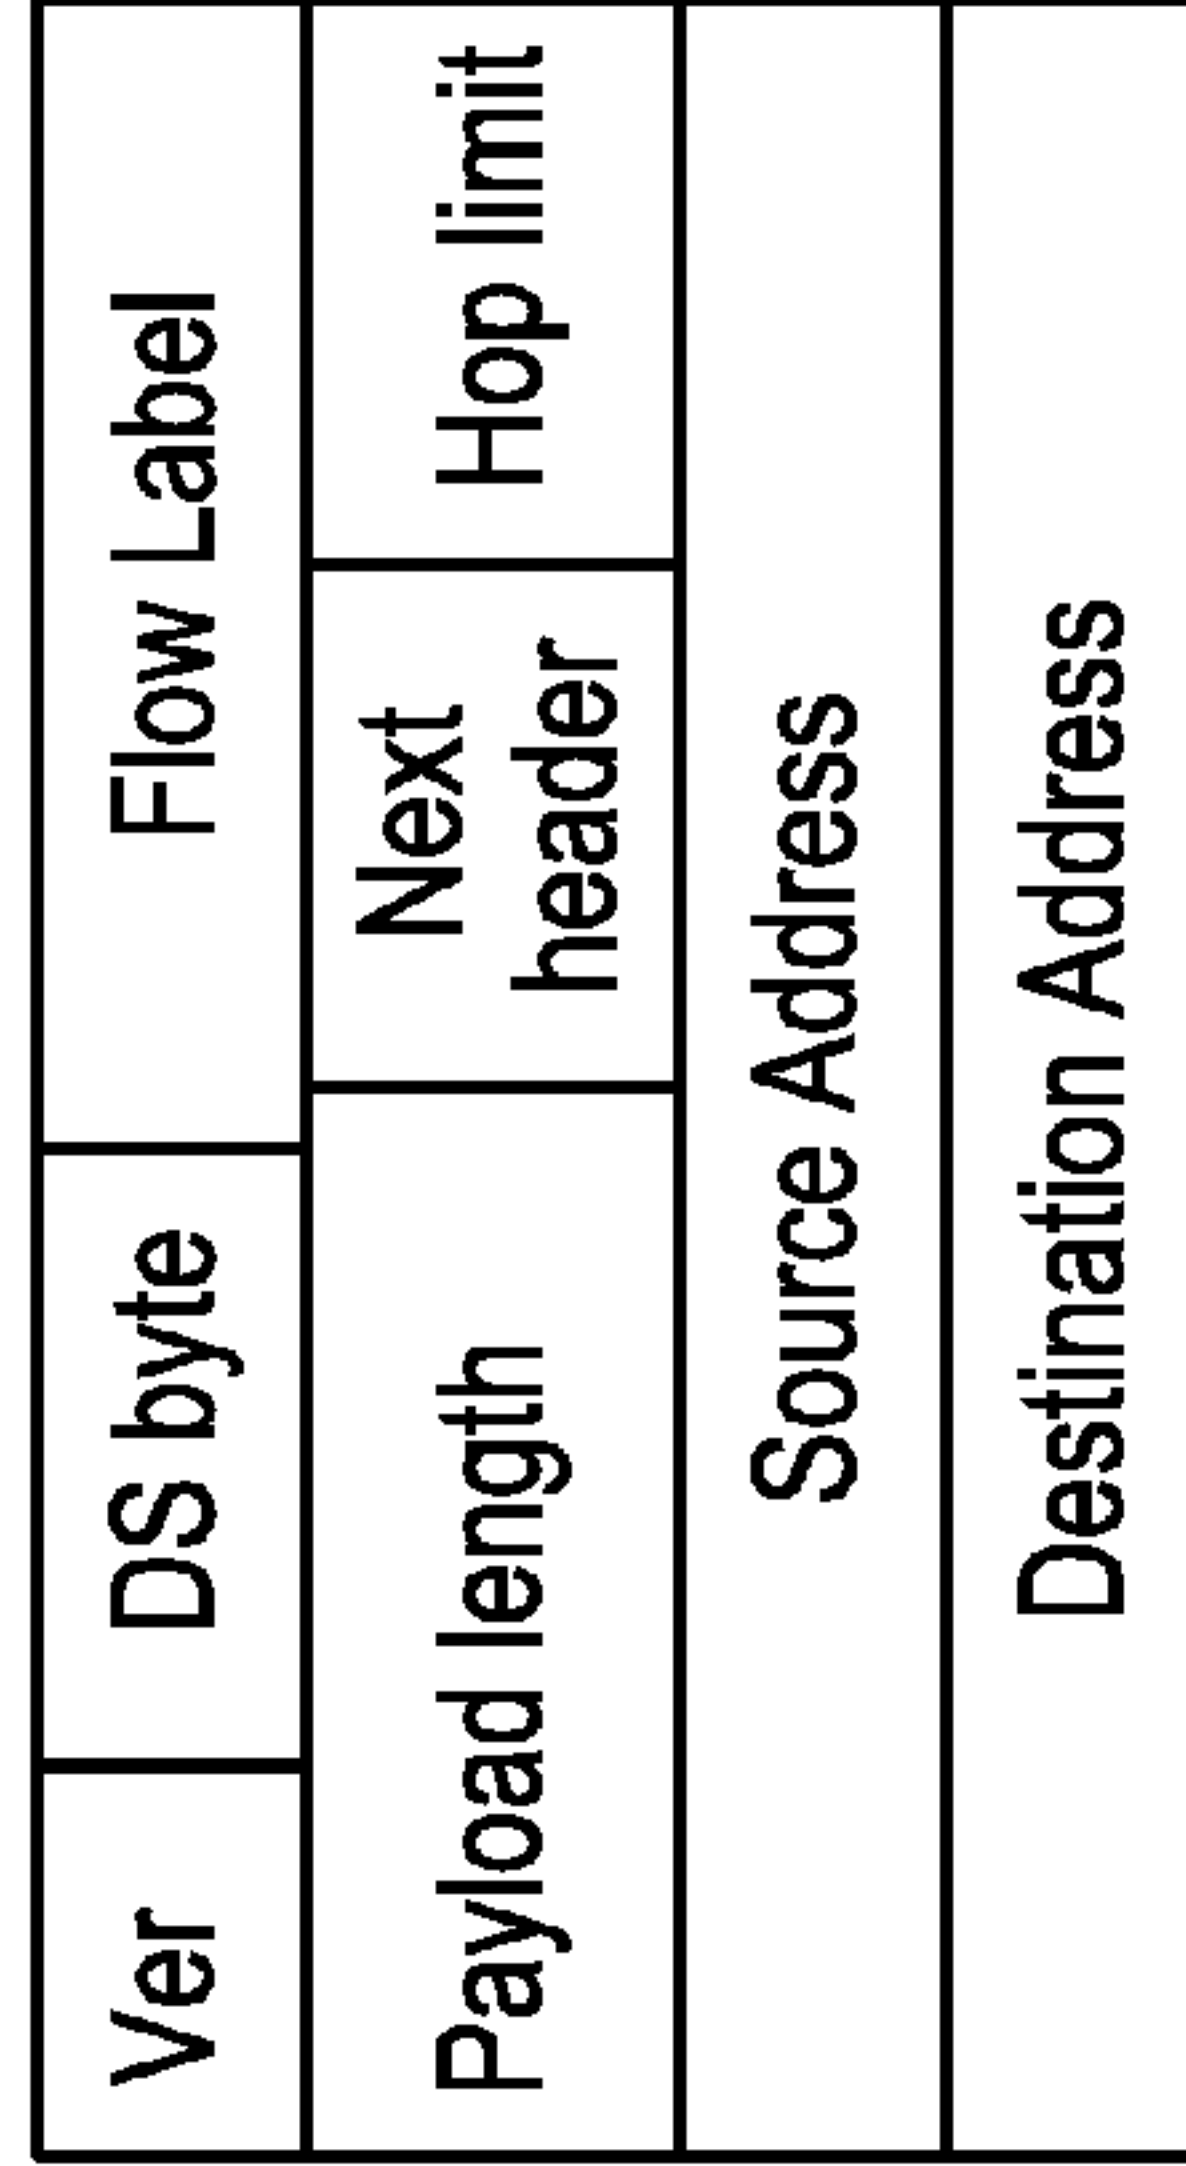 Ver
DS byte
Flow Label
Payload length
Next
header
Hop limit
Source Address
Destination Address